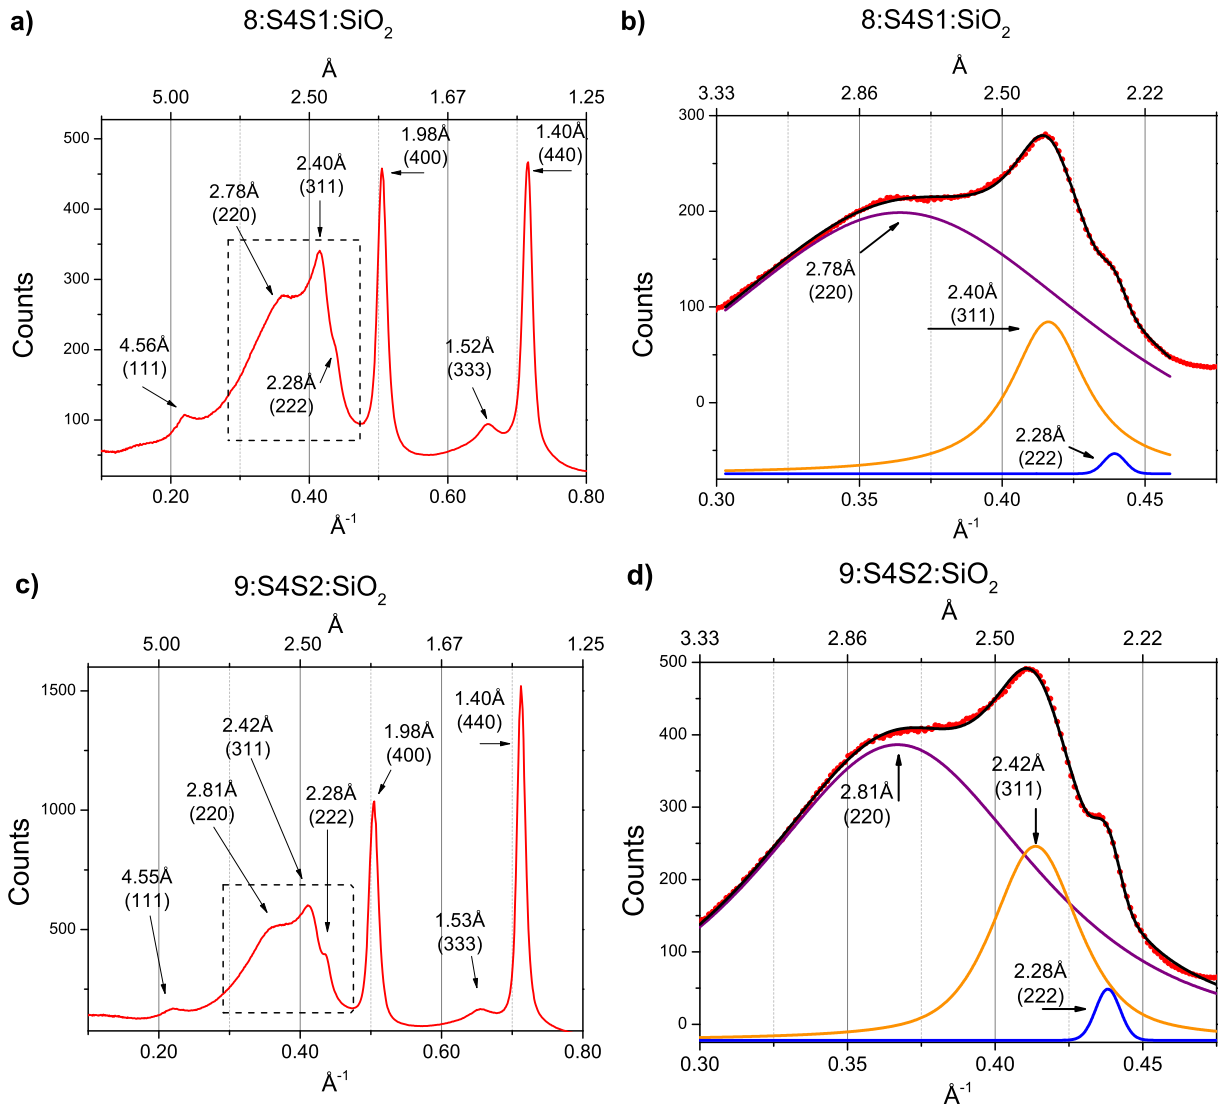 a)
8:S4S1:SiO2
Å
5.00 2.50 1.67 1.25
500
400
300
200
100
Counts
4.56Å
(111)
2.78Å
(220)
2.40Å
(311)
2.28Å
(222)
1.98Å
(400)
1.52Å
(333)
1.40Å
(440)
0.20 0.40 0.60 0.80
Å-1
b)
8:S4S1:SiO2
Å
3.33 2.86 2.50 2.22
300
200
100
0
Counts
2.78Å
(220)
2.40Å
(311)
2.28Å
(222)
0.30 0.35 0.40 0.45
Å-1
c)
9:S4S2:SiO2
Å
5.00 2.50 1.67 1.25
1500
1000
500
Counts
4.55Å
(111)
2.81Å
(220)
2.42Å
(311)
2.28Å
(222)
1.98Å
(400)
1.53Å
(333)
1.40Å
(440)
0.20 0.40 0.60 0.80
Å-1
d)
9:S4S2:SiO2
Å
3.33 2.86 2.50 2.22
500
400
300
200
100
0
Counts
2.81Å
(220)
2.42Å
(311)
2.28Å
(222)
0.30 0.35 0.40 0.45
Å-1